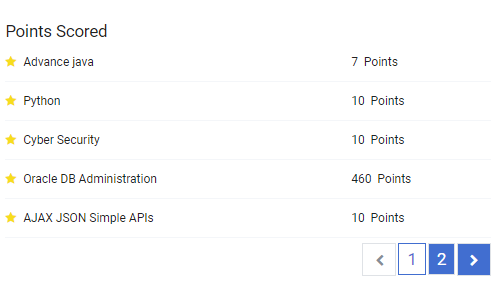 Points Scored
Advance java 7 Points
Python 10 Points
Cyber Security 10 Points
Oracle DB Administration 460 Points
AJAX JSON Simple APIs 10 Points
1 2